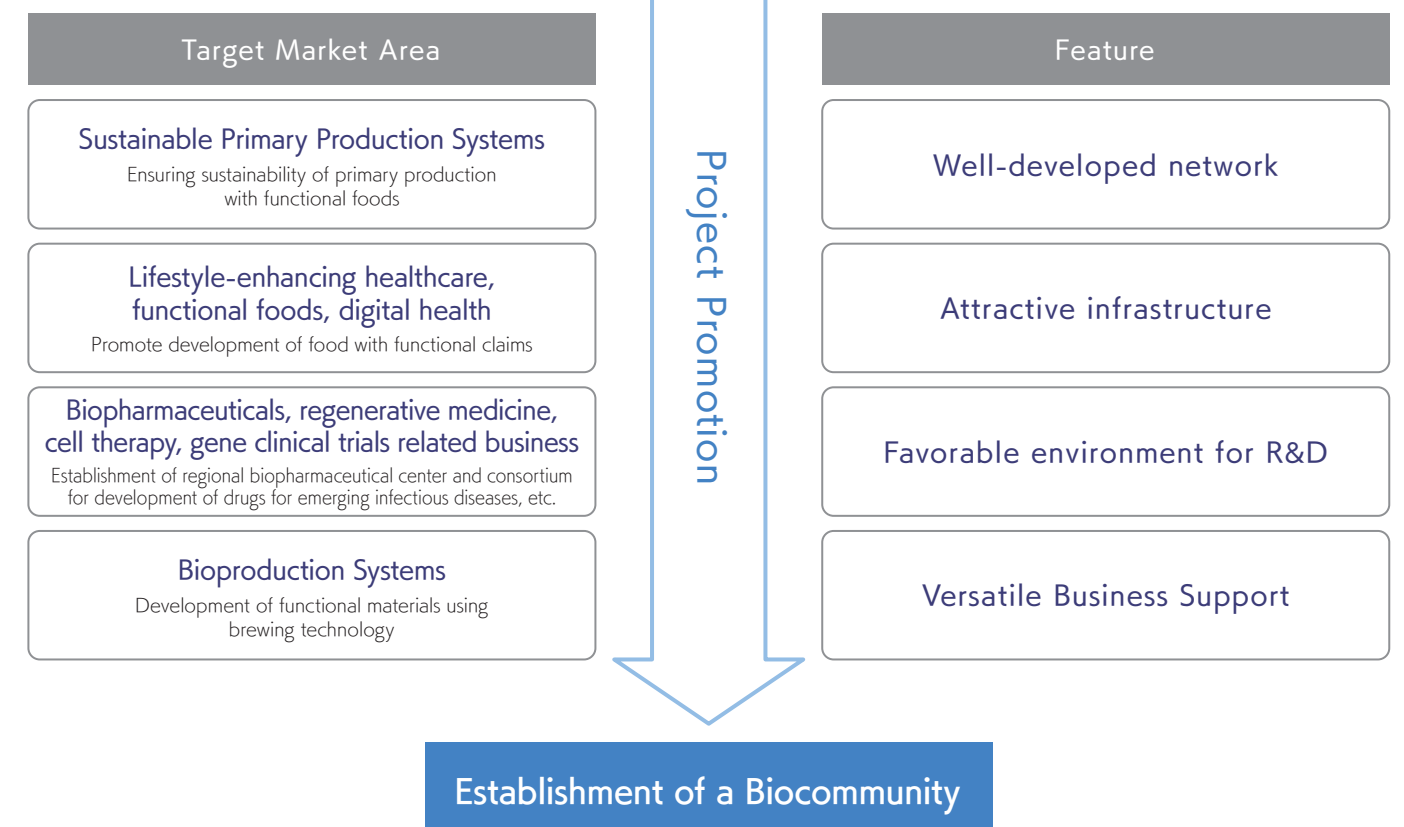 Target Market Area
Sustainable Primary Production Systems
Ensuring sustainability of primary production
with functional foods
Lifestyle-enhancing healthcare,
functional foods, digital health
Promote development of food with functional claims
Biopharmaceuticals, regenerative medicine,
cell therapy, gene clinical trials related business
Establishment of regional biopharmaceutical center and consortium
for development of drugs for emerging infectious diseases, etc.
Bioproduction Systems
Development of functional materials using
brewing technology
Project Promotion
Feature
Well-developed network
Attractive infrastructure
Favorable environment for R&D
Versatile Business Support
Establishment of a Biocommunity